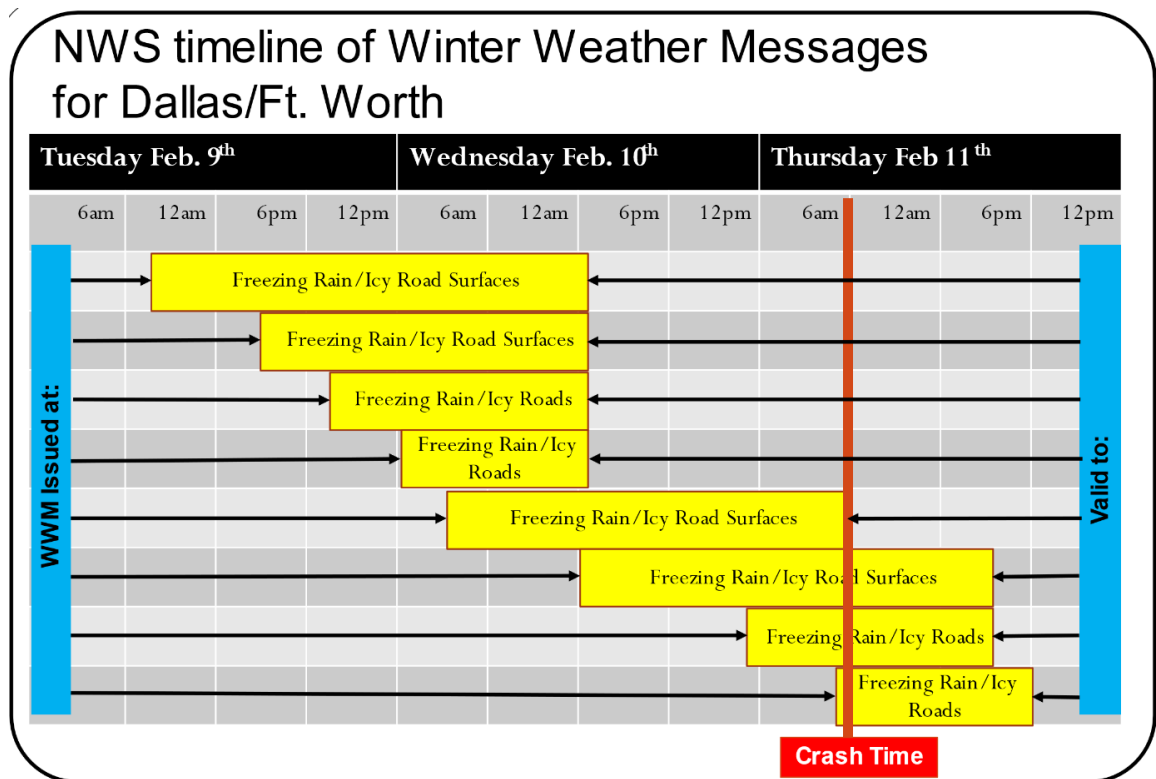 NWS timeline of Winter Weather Messages
for Dallas/Ft. Worth
Tuesday Feb. 9th Wednesday Feb. 10th Thursday Feb 11th
6am 12am 6pm 12pm 6am 12am 6pm 12pm 6am 12am 6pm 12pm
WWM Issued at:
Valid to:
Freezing Rain/Icy Road Surfaces
Freezing Rain/Icy Road Surfaces
Freezing Rain/Icy Roads
Freezing Rain/Icy
Roads
Freezing Rain/Icy Road Surfaces
Freezing Rain/Icy Road Surfaces
Freezing Rain/Icy Roads
Freezing Rain/Icy
Roads
Crash Time